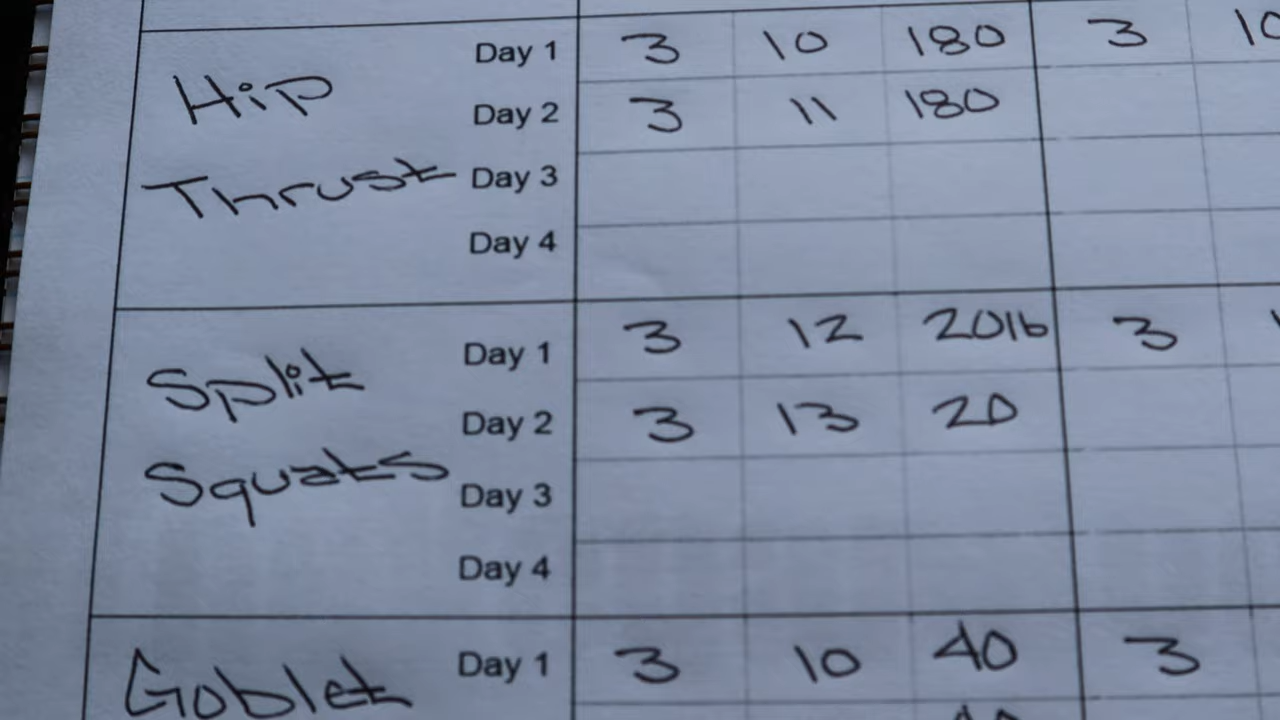 Day 1 3 10 180 3 10
Hip
Day 2 3 11 180
Thrust Day 3
Day 4
Day 1 3 12 20lb 3
Split
Day 2 3 13 20
Squats Day 3
Day 4
Goblet Day 1 3 10 40 3